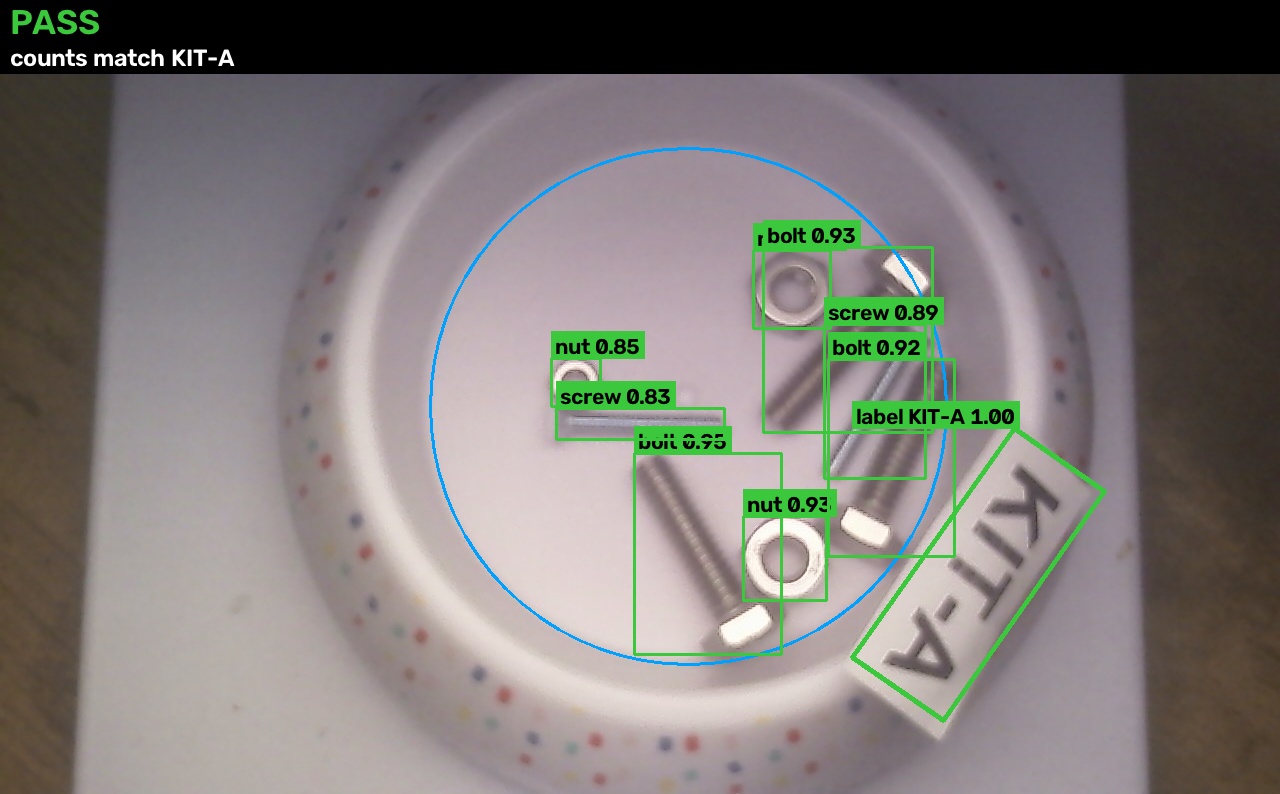 PASS
counts match KIT-A
bolt 0.93
screw 0.89
nut 0.85
bolt 0.92
screw 0.83
label KIT-A 1.00
bolt 0.95
nut 0.93
KIT-A